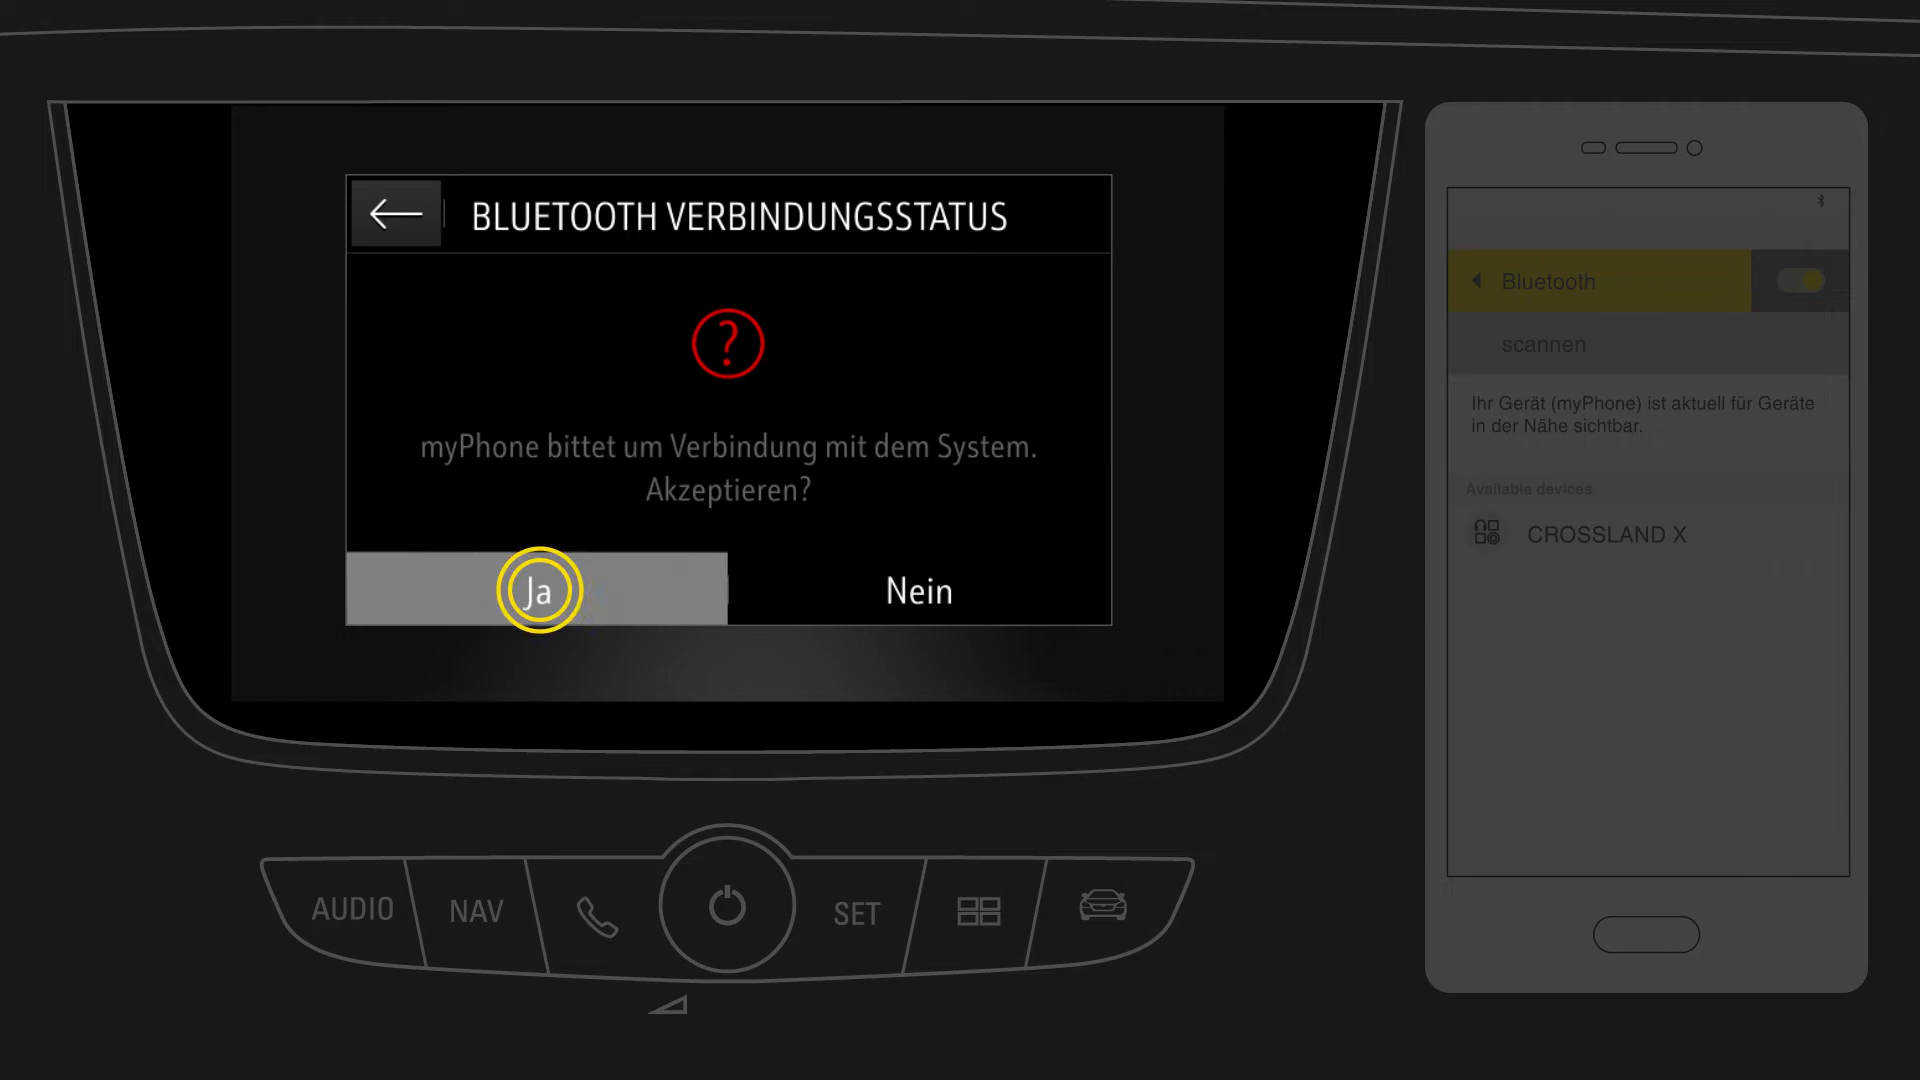 BLUETOOTH VERBINDUNGSSTATUS
?
myPhone bittet um Verbindung mit dem System.
Akzeptieren?
Ja
Nein
AUDIO
NAV
SET
Bluetooth
scannen
Ihr Gerät (myPhone) ist aktuell für Geräte
in der Nähe sichtbar.
Available devices
CROSSLAND X